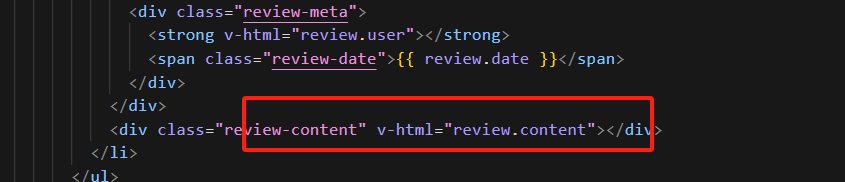 <div class="review-meta">
<strong v-html="review.user"></strong>
<span class="review-date">{{ review.date }}</span>
</div>
</div>
<div class="review-content" v-html="review.content"></div>
</li>
</ul>